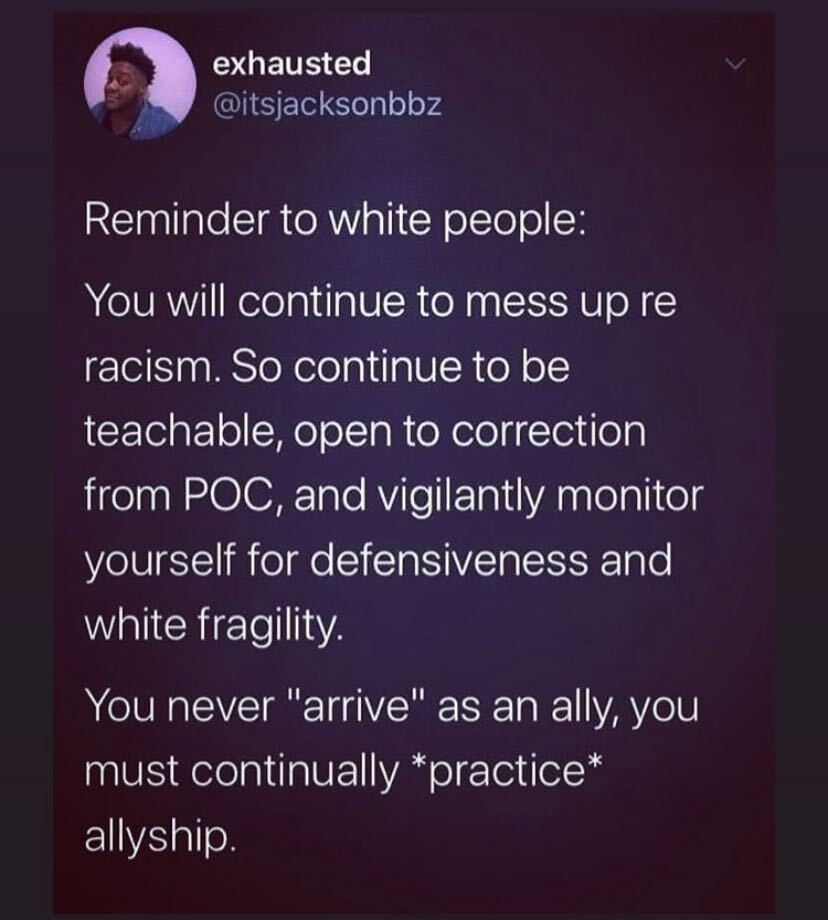 exhausted
@itsjacksonbbz
Reminder to white people:
You will continue to mess up re
racism. So continue to be
teachable, open to correction
from POC, and vigilantly monitor
yourself for defensiveness and
white fragility.
You never "arrive" as an ally, you
must continually *practice*
allyship.